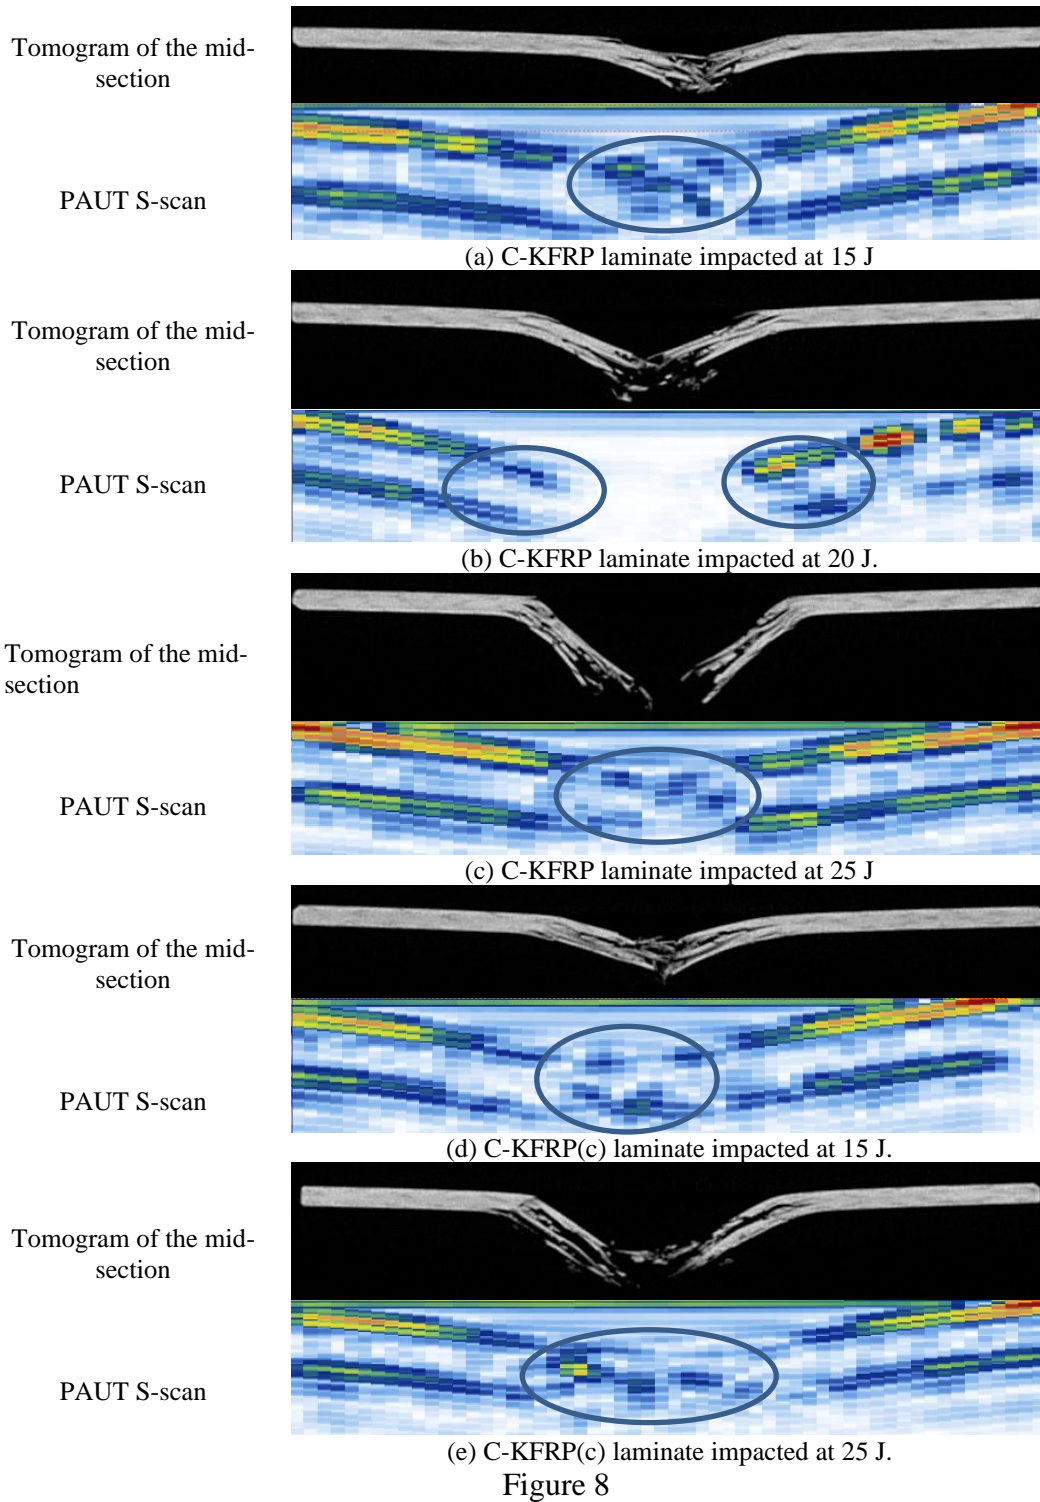 Tomogram of the mid-
section
PAUT S-scan
(a) C-KFRP laminate impacted at 15 J
Tomogram of the mid-
section
PAUT S-scan
(b) C-KFRP laminate impacted at 20 J.
Tomogram of the mid-
section
PAUT S-scan
(c) C-KFRP laminate impacted at 25 J
Tomogram of the mid-
section
PAUT S-scan
(d) C-KFRP(c) laminate impacted at 15 J.
Tomogram of the mid-
section
PAUT S-scan
(e) C-KFRP(c) laminate impacted at 25 J.
Figure 8